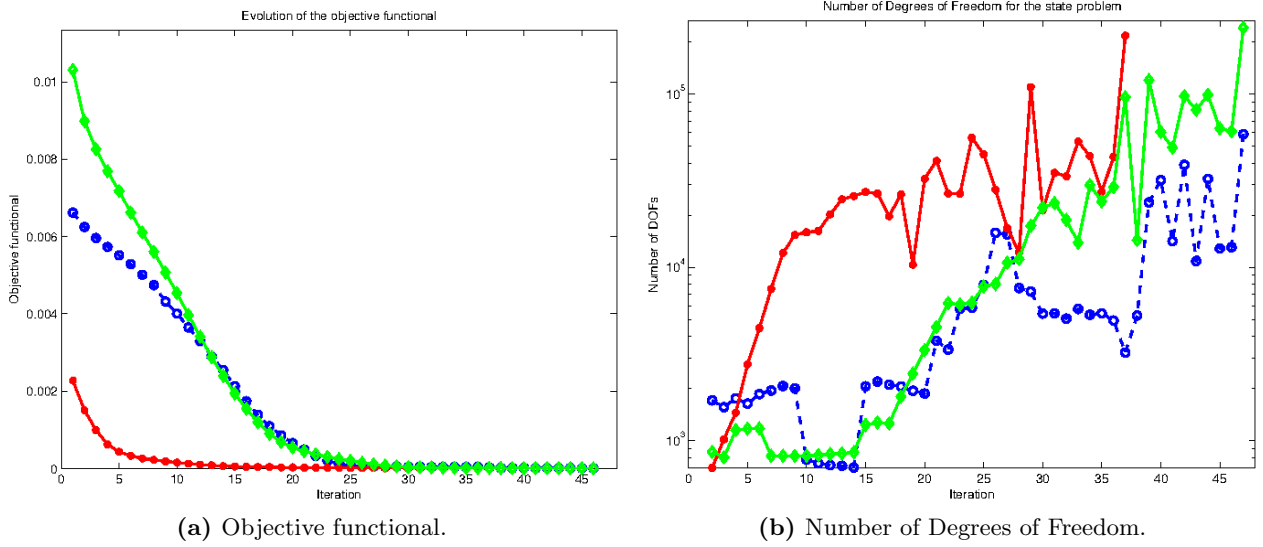 Evolution of the objective functional
0.01
0.008
0.006
0.004
0.002
0
Objective functional
0 5 10 15 20 25 30 35 40 45
Iteration
(a) Objective functional.
Number of Degrees of Freedom for the state problem
10^5
10^4
10^3
Number of DOFs
0 5 10 15 20 25 30 35 40 45
Iteration
(b) Number of Degrees of Freedom.